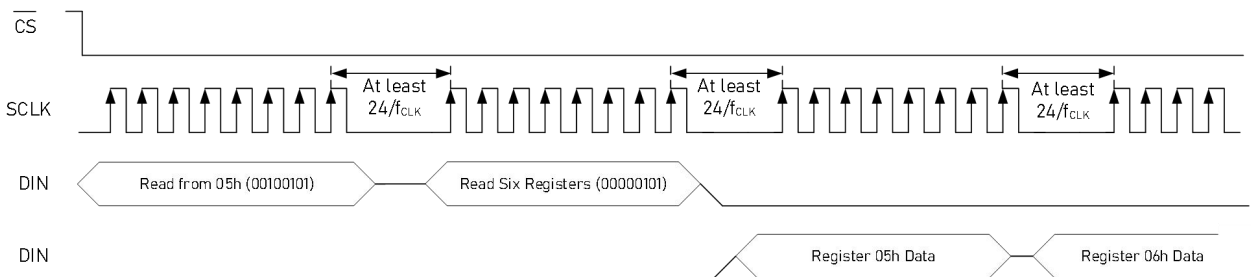 CS
At least At least At least
SCLK 24/fCLK 24/fCLK 24/fCLK
DIN Read from 05h (00100101) Read Six Registers (00000101)
DIN Register 05h Data Register 06h Data